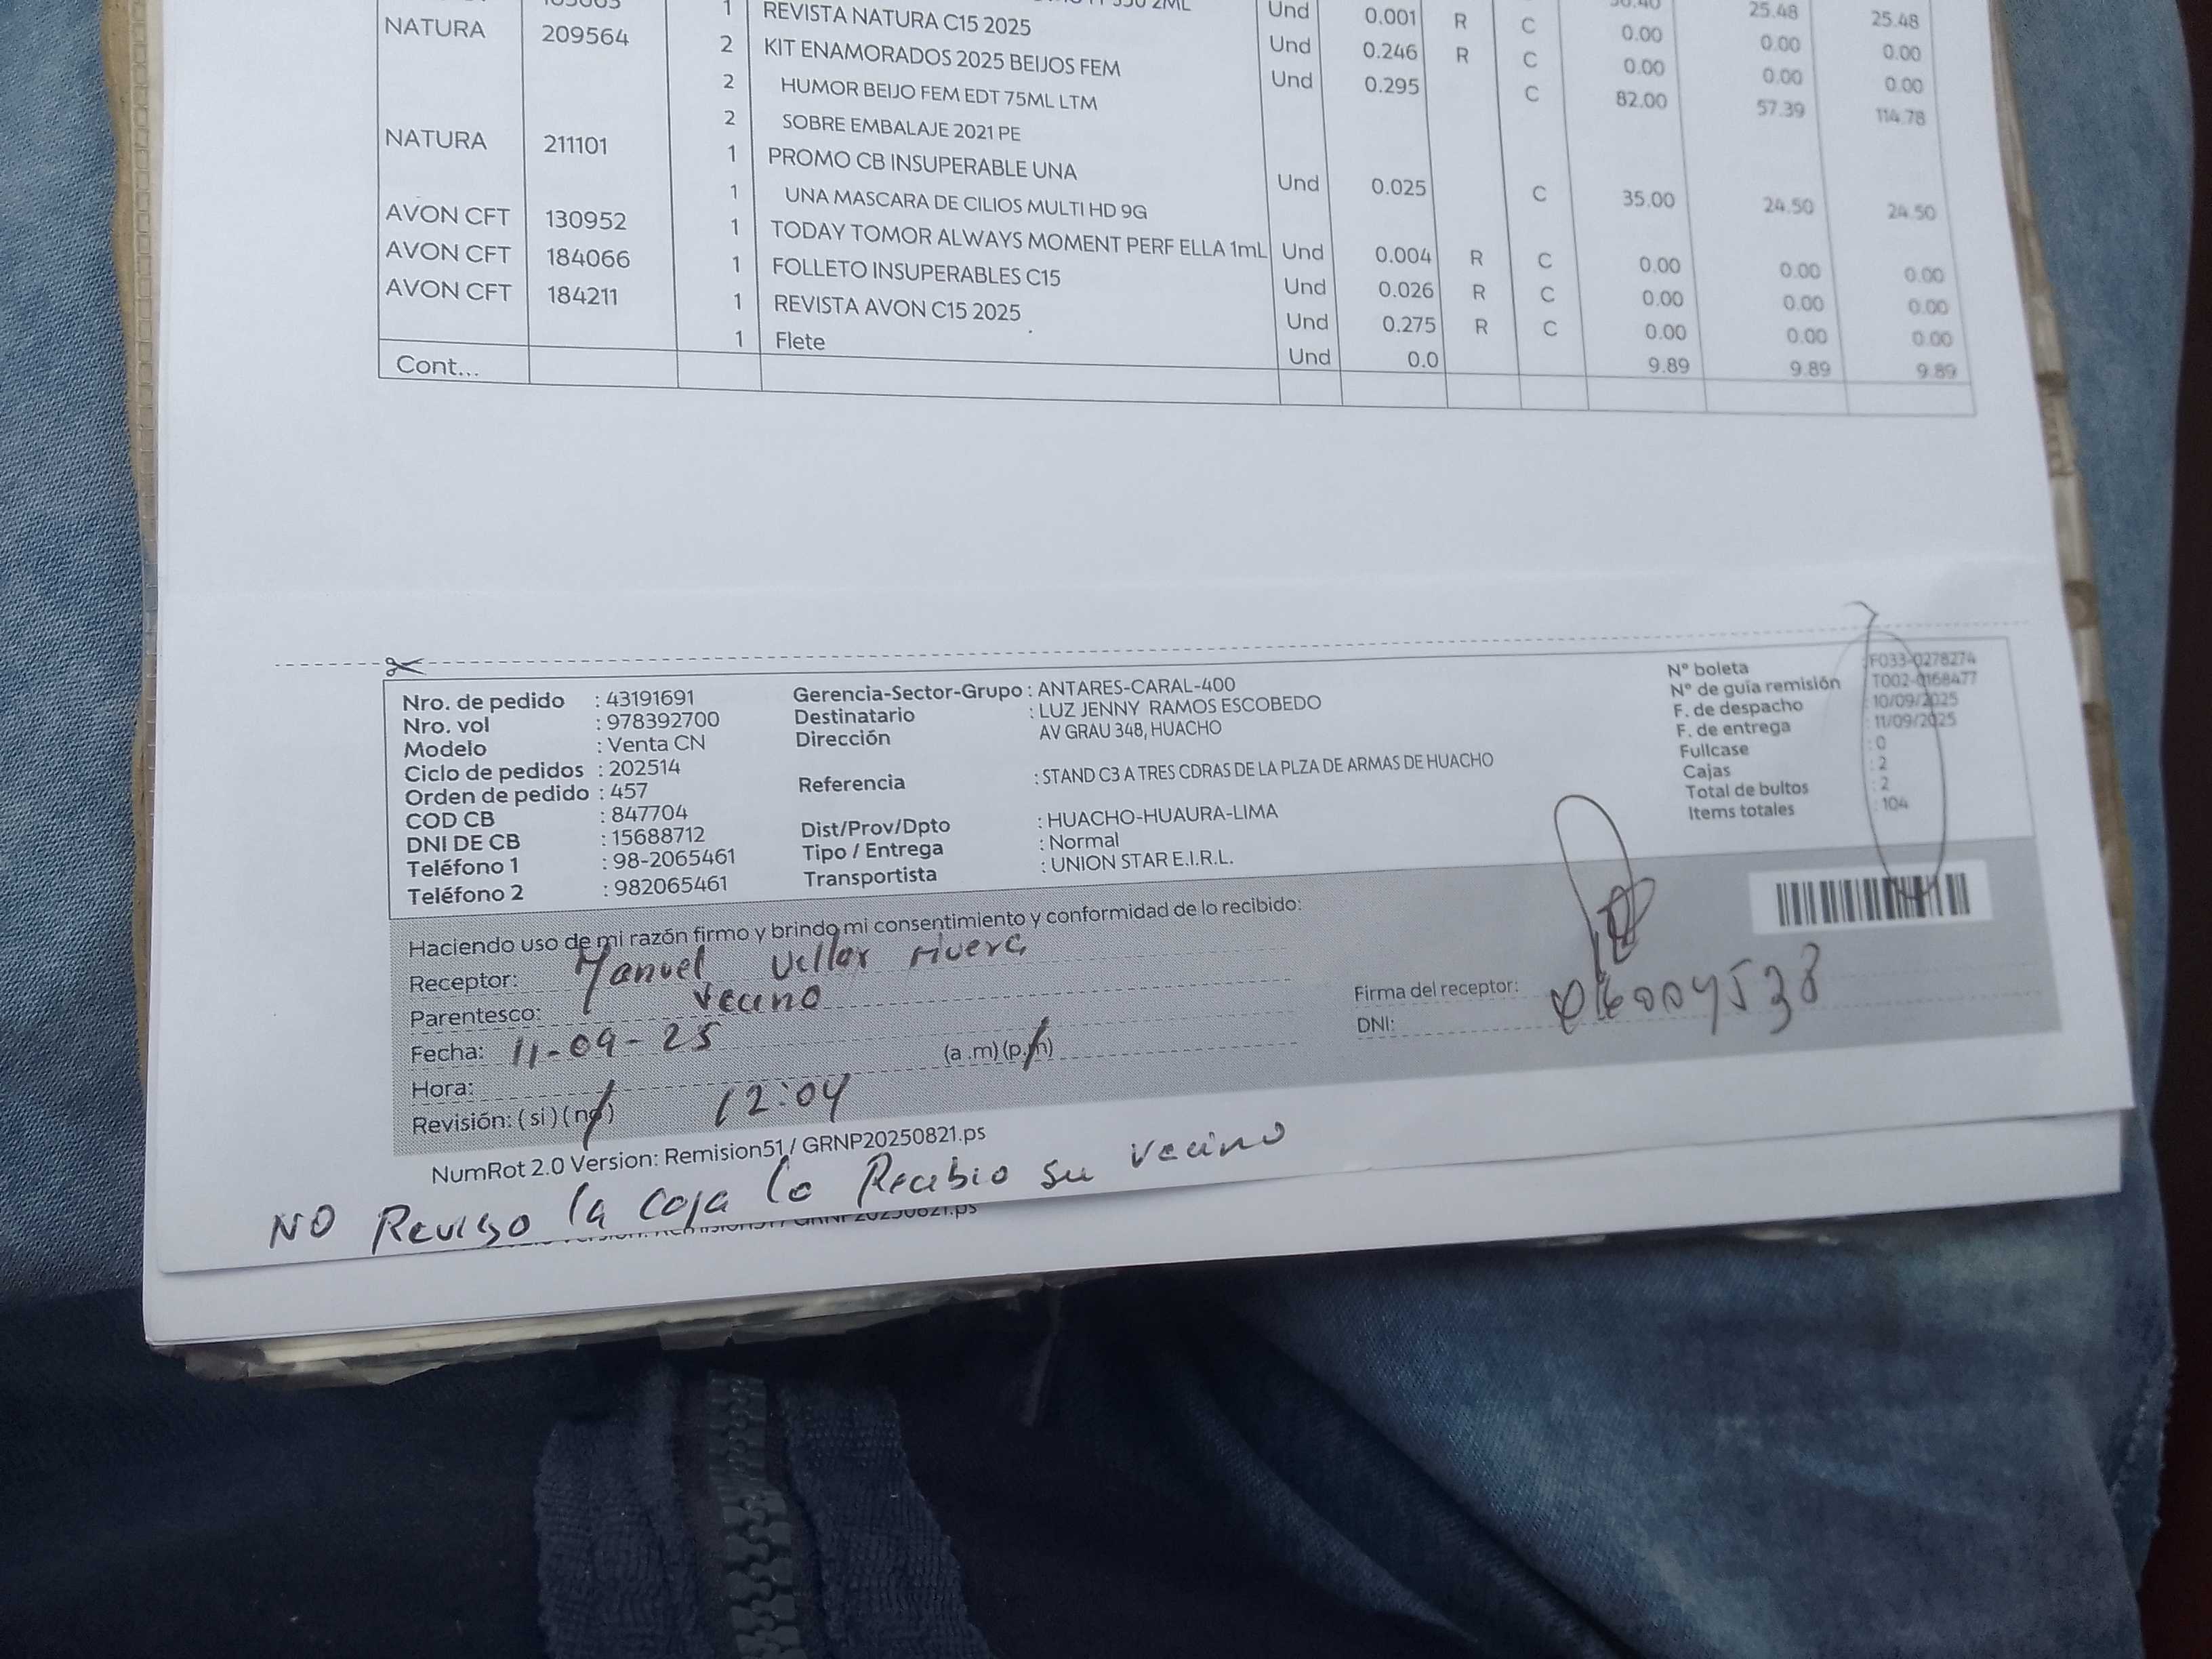 1 REVISTA NATURA C15 2025 Und 0.001 R C 25.48 25.48
NATURA 209564 2 KIT ENAMORADOS 2025 BEIJOS FEM Und 0.246 R C 0.00 0.00 0.00
2 HUMOR BEIJO FEM EDT 75ML LTM Und 0.295 C 0.00 0.00 0.00
2 SOBRE EMBALAJE 2021 PE 82.00 57.39 114.78
NATURA 211101 1 PROMO CB INSUPERABLE UNA
1 UNA MASCARA DE CILIOS MULTI HD 9G Und 0.025 C 35.00 24.50 24.50
AVON CFT 130952 1 TODAY TOMOR ALWAYS MOMENT PERF ELLA 1mL Und 0.004 R C 0.00 0.00 0.00
AVON CFT 184066 1 FOLLETO INSUPERABLES C15 Und 0.026 R C 0.00 0.00 0.00
AVON CFT 184211 1 REVISTA AVON C15 2025 Und 0.275 R C 0.00 0.00 0.00
1 Flete Und 0.0 9.89 9.89 9.89
Cont...
Nro. de pedido : 43191691
Nro. vol : 978392700
Modelo : Venta CN
Ciclo de pedidos : 202514
Orden de pedido : 457
COD CB : 847704
DNI DE CB : 15688712
Teléfono 1 : 98-2065461
Teléfono 2 : 982065461
Gerencia-Sector-Grupo : ANTARES-CARAL-400
Destinatario : LUZ JENNY RAMOS ESCOBEDO
Dirección AV GRAU 348, HUACHO
Referencia : STAND C3 A TRES CDRAS DE LA PLZA DE ARMAS DE HUACHO
Dist/Prov/Dpto : HUACHO-HUAURA-LIMA
Tipo / Entrega : Normal
Transportista : UNION STAR E.I.R.L.
N° boleta : F033-0278274
N° de guía remisión T002-0168477
F. de despacho : 10/09/2025
F. de entrega : 11/09/2025
Fullcase : 0
Cajas : 2
Total de bultos : 2
Items totales : 104
Haciendo uso de mi razón firmo y brindo mi consentimiento y conformidad de lo recibido:
Receptor: Manuel Villar Rivera
Parentesco: Vecino
Fecha: 11-09-25 (a .m) (p.m)
Hora:
Revisión: ( si ) ( no ) 12:04
Firma del receptor:
DNI:
NumRot 2.0 Version: Remision51 / GRNP20250821.ps
NO Reviso la caja lo Recibio su vecino